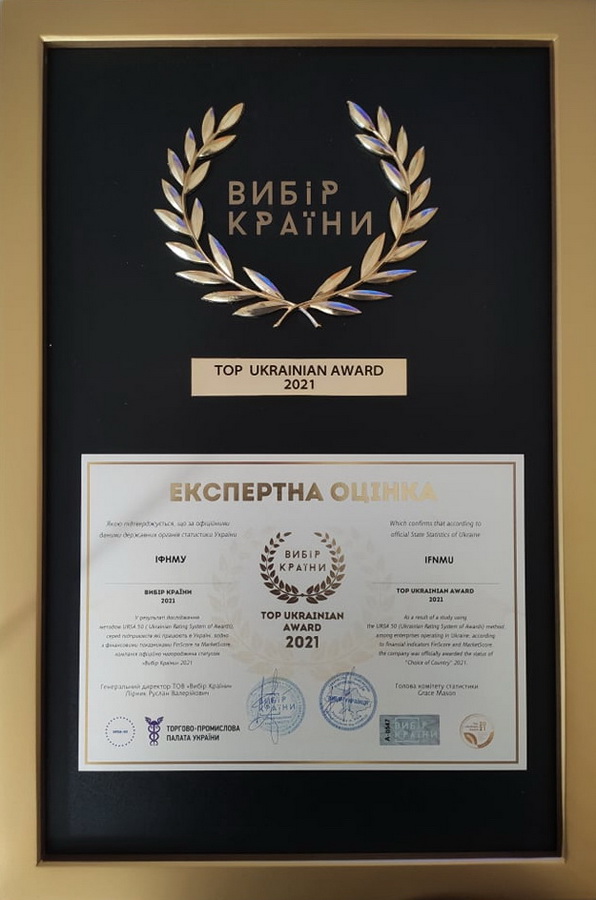 ВИБІР
КРАЇНИ
TOP UKRAINIAN AWARD
2021
ЕКСПЕРТНА ОЦІНКА
Якою підтверджується, що за офіційними
даними державних органів статистики України
ІФНМУ
ВИБІР КРАЇНИ
2021
У результаті дослідження
методом URSA 50 ( Ukrainian Rating System of Awards),
серед підприємств які працюють в Україні, згідно
з фінансовими показниками FinScore та MarketScore,
компанія офіційно нагороджена статусом
«Вибір Країни» 2021
Генеральний директор ТОВ «Вибір Країни»
Пірник Руслан Валерійович
ВИБІР
КРАЇНИ
TOP UKRAINIAN
AWARD
2021
Which confirms that according to
official State Statistics of Ukraine
IFNMU
TOP UKRAINIAN AWARD
2021
As a result of a study using
the URSA 50 (Ukrainian Rating System of Awards) method,
among enterprises operating in Ukraine, according
to financial indicators FinScore and MarketScore,
the company was officially awarded the status of
"Choice of Country" 2021.
Голова комітету статистики
Grace Maxon
ТОРГОВО-ПРОМИСЛОВА
ПАЛАТА УКРАЇНИ
ВИБІР
КРАЇНИ
ВИБІР УКРАЇНИ
ВИБІР
КРАЇНИ